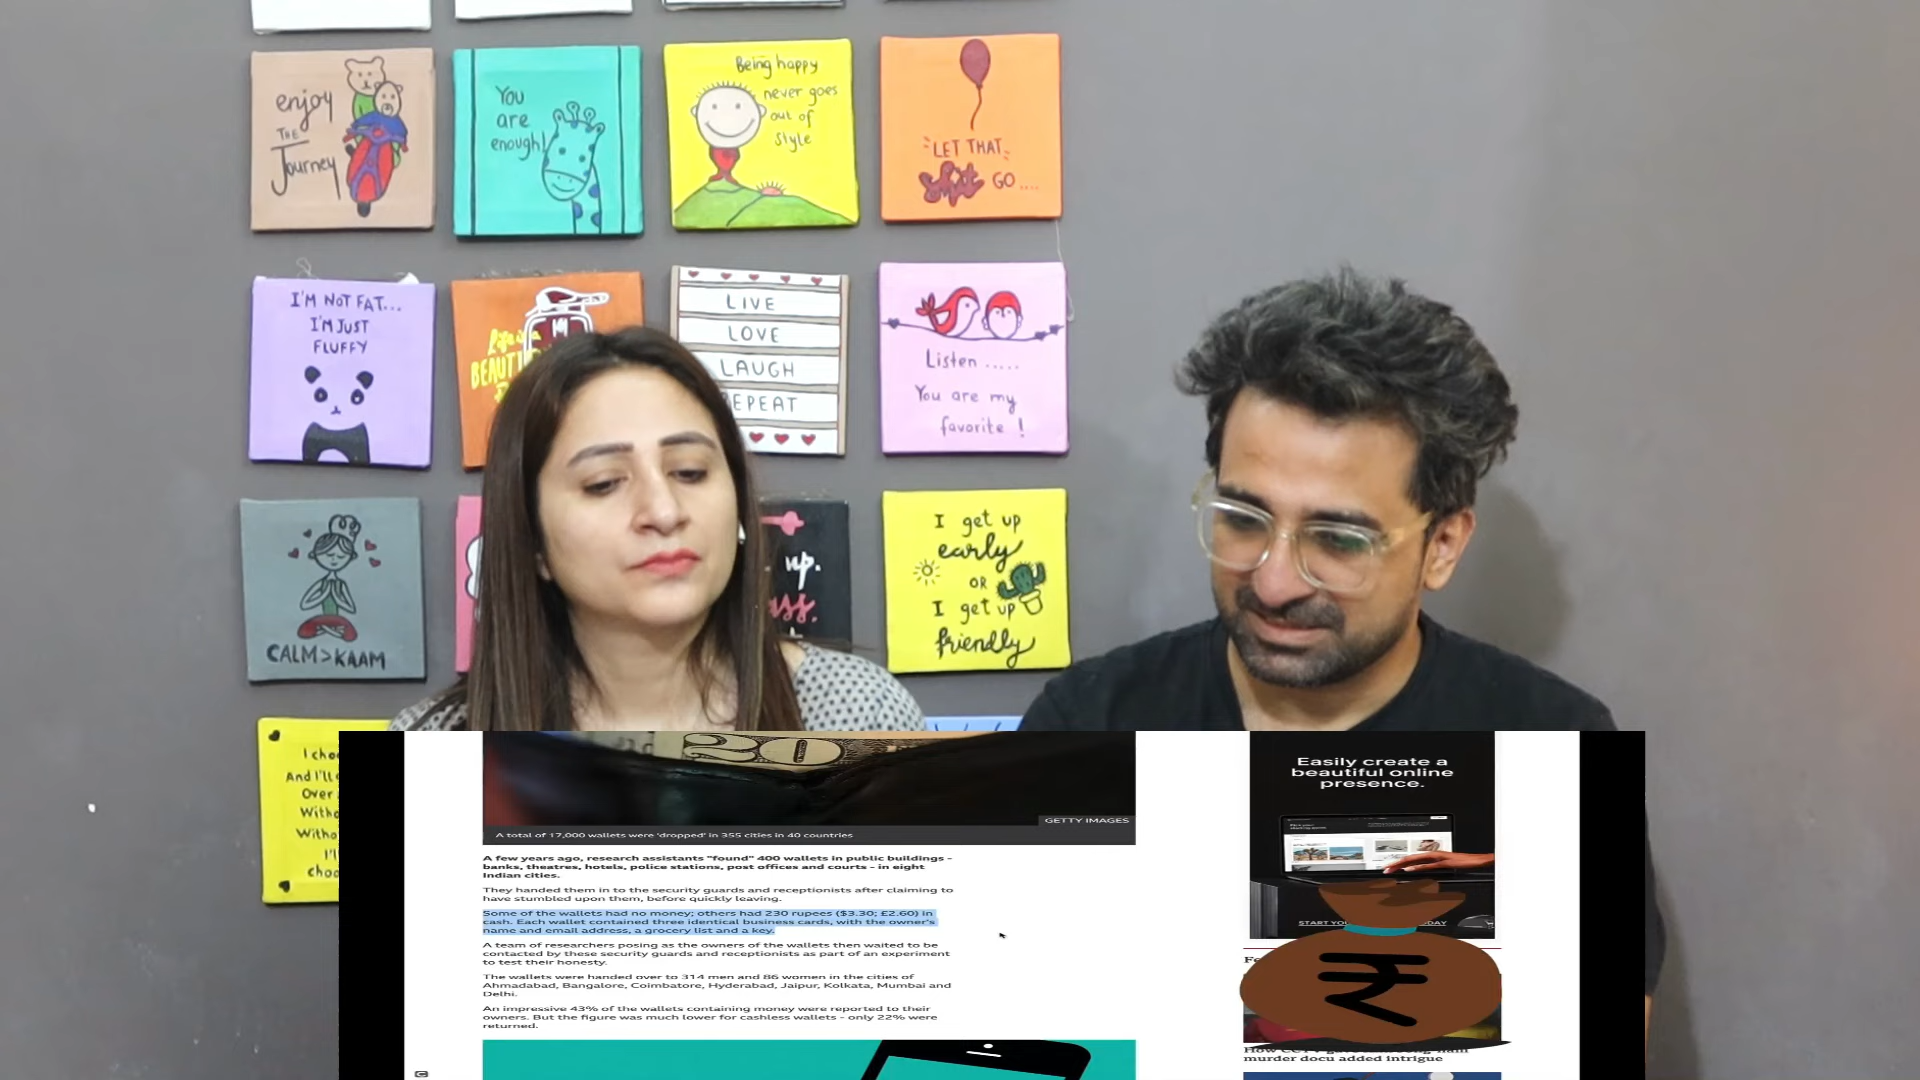 enjoy
THE
Journey
You
are
enough!
Being happy
never goes
out of
style
LET THAT
shit GO ....
I'M NOT FAT...
I'M JUST
FLUFFY
LIVE
LOVE
LAUGH
EPEAT
Listen .....
You are my
favorite !
CALM>KAAM
up.
I get up
early
OR
I get up
friendly
I
And I'll
Over
I'll
20
GETTY IMAGES
A total of 17,000 wallets were 'dropped' in 355 cities in 40 countries
A few years ago, research assistants "found" 400 wallets in public buildings -
banks, theatres, hotels, police stations, post offices and courts - in eight
Indian cities.
They handed them in to the security guards and receptionists after claiming to
have stumbled upon them, before quickly leaving.
Some of the wallets had no money; others had 230 rupees ($3.30; £2.60) in
cash. Each wallet contained three identical business cards, with the owner's
name and email address, a grocery list and a key.
A team of researchers posing as the owners of the wallets then waited to be
contacted by these security guards and receptionists as part of an experiment
to test their honesty.
The wallets were handed over to 314 men and 86 women in the cities of
Ahmadabad, Bangalore, Coimbatore, Hyderabad, Jaipur, Kolkata, Mumbai and
Delhi.
An impressive 43% of the wallets containing money were reported to their
owners. But the figure was much lower for cashless wallets - only 22% were
returned.
Easily create a
beautiful online
presence.
₹
murder docu added intrigue